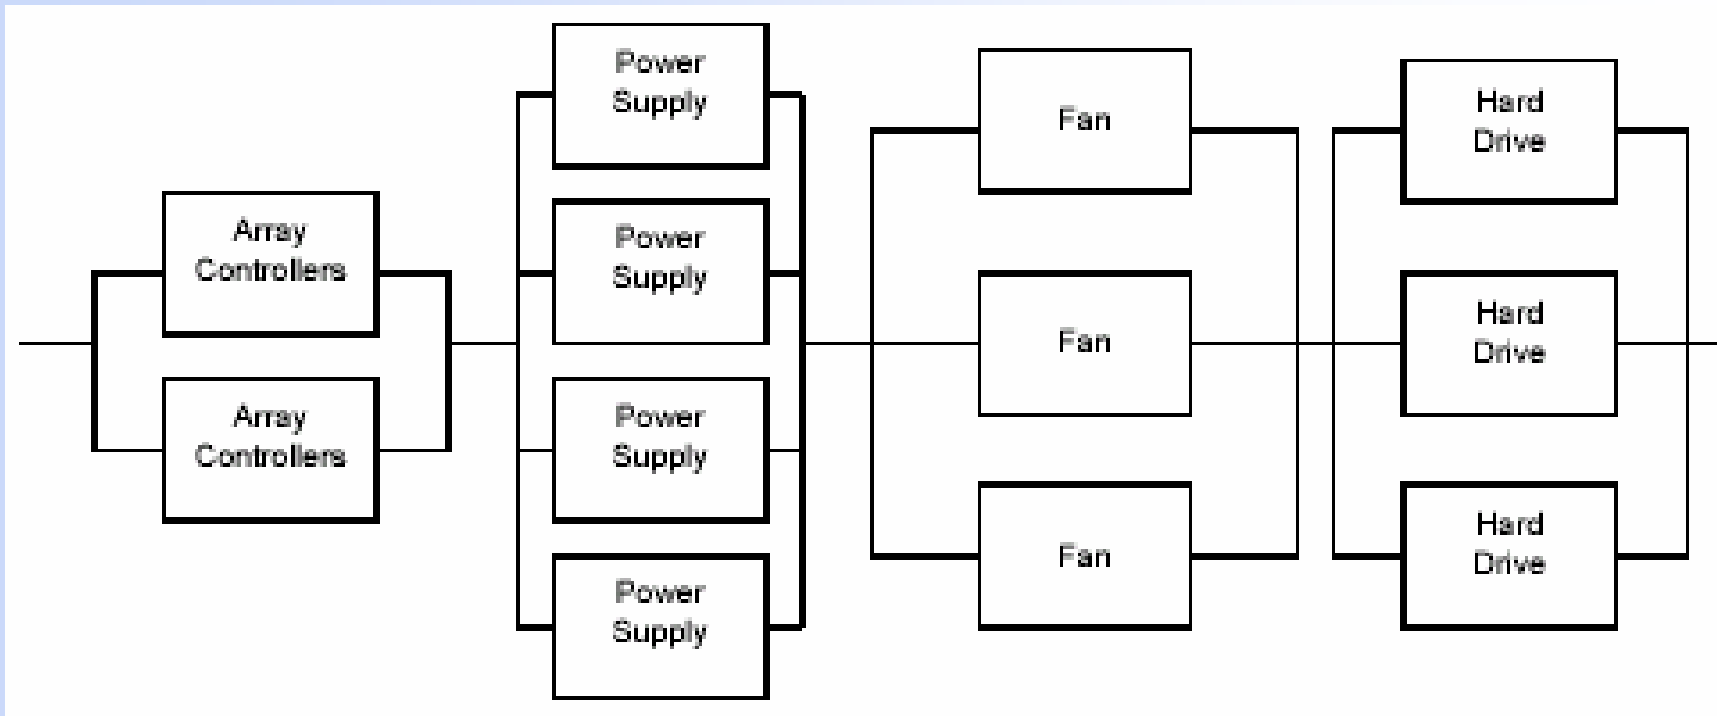 Array
Controllers
Array
Controllers
Power
Supply
Power
Supply
Power
Supply
Power
Supply
Fan
Fan
Fan
Hard
Drive
Hard
Drive
Hard
Drive